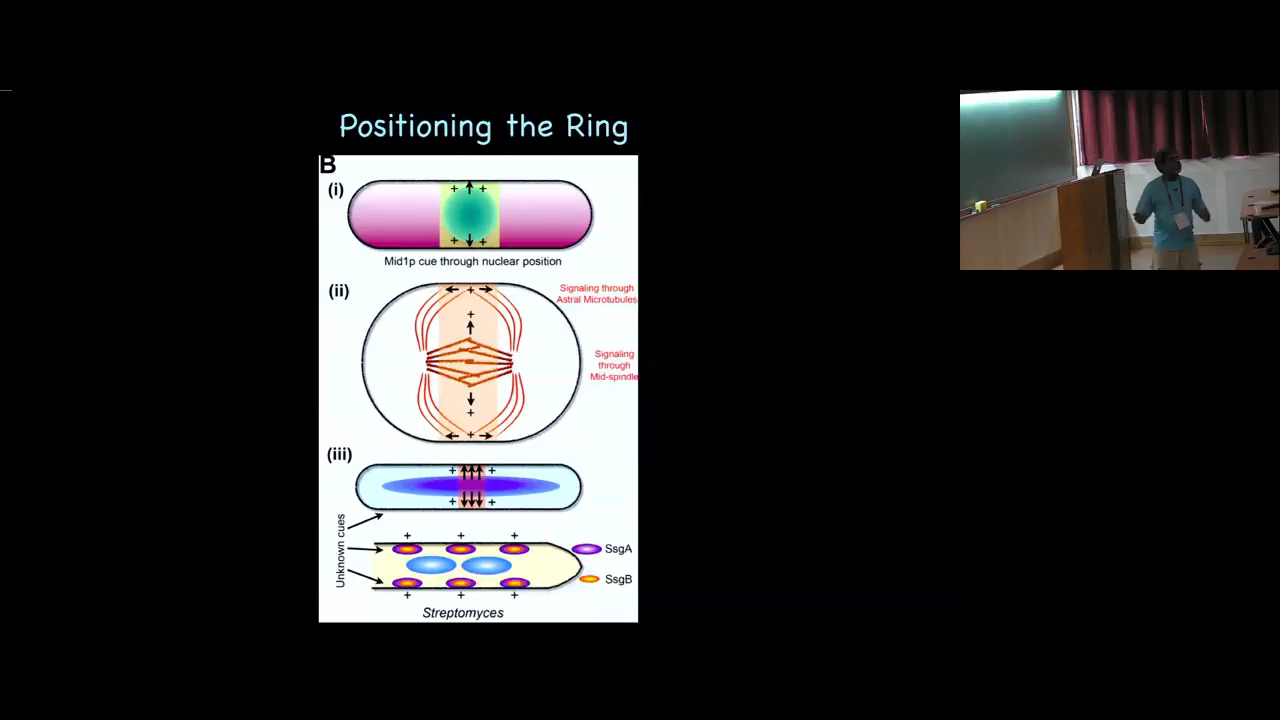 Positioning the Ring
B
(i)
+ +
+ +
Mid1p cue through nuclear position
(ii)
Signaling through
Astral Microtubules
+
+
Signaling
through
Mid-spindle
+
+
(iii)
+ +
+ +
Unknown cues
+ + +
SsgA
SsgB
+ + +
Streptomyces